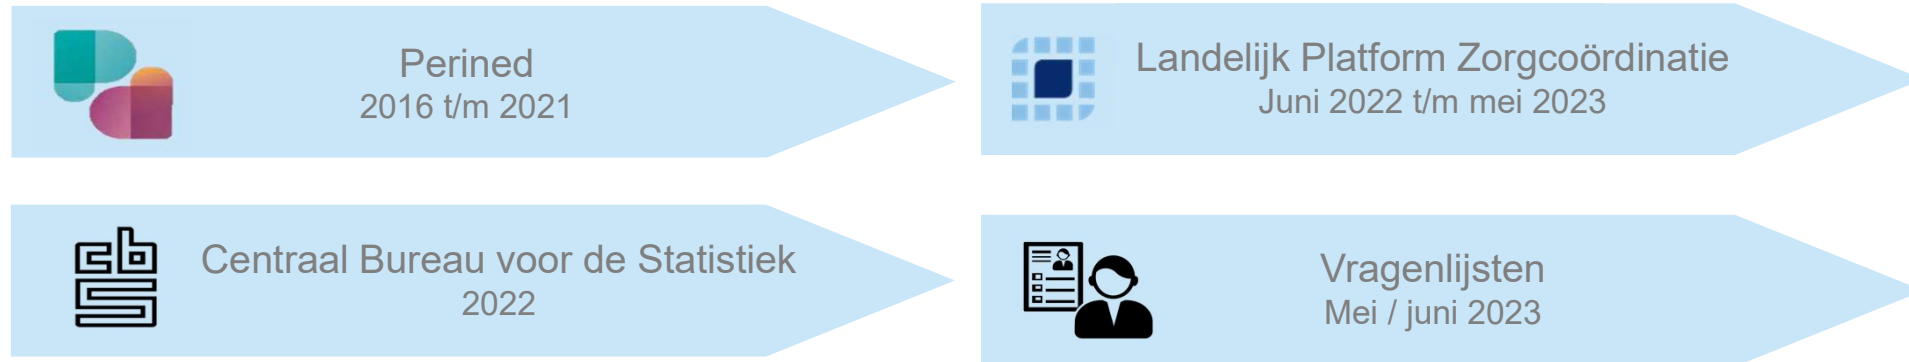 Perined
2016 t/m 2021
Landelijk Platform Zorgcoördinatie
Juni 2022 t/m mei 2023
cbs
Centraal Bureau voor de Statistiek
2022
Vragenlijsten
Mei / juni 2023